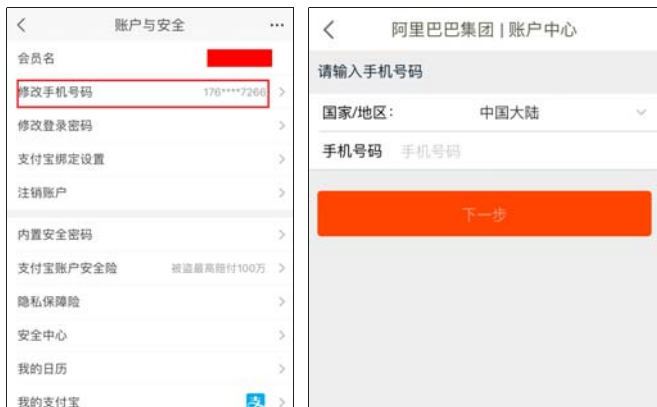 账户与安全
会员名
修改手机号码 176****7266
修改登录密码
支付宝绑定设置
注销账户
内置安全密码
支付宝账户安全险 被盗最高赔付100万
隐私保障险
安全中心
我的日历
我的支付宝 支
阿里巴巴集团 | 账户中心
请输入手机号码
国家/地区： 中国大陆
手机号码 手机号码
下一步